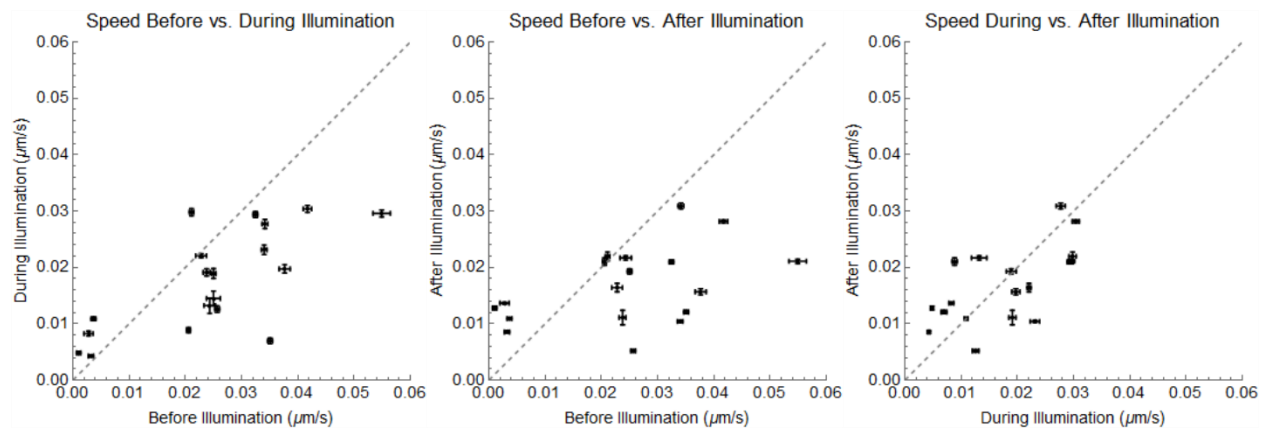 Speed Before vs. During Illumination
0.06
0.05
0.04
0.03
0.02
0.01
0.00
0.00 0.01 0.02 0.03 0.04 0.05 0.06
During Illumination (μm/s)
Before Illumination (μm/s)
Speed Before vs. After Illumination
0.06
0.05
0.04
0.03
0.02
0.01
0.00
0.00 0.01 0.02 0.03 0.04 0.05 0.06
After Illumination (μm/s)
Before Illumination (μm/s)
Speed During vs. After Illumination
0.06
0.05
0.04
0.03
0.02
0.01
0.00
0.00 0.01 0.02 0.03 0.04 0.05 0.06
After Illumination (μm/s)
During Illumination (μm/s)